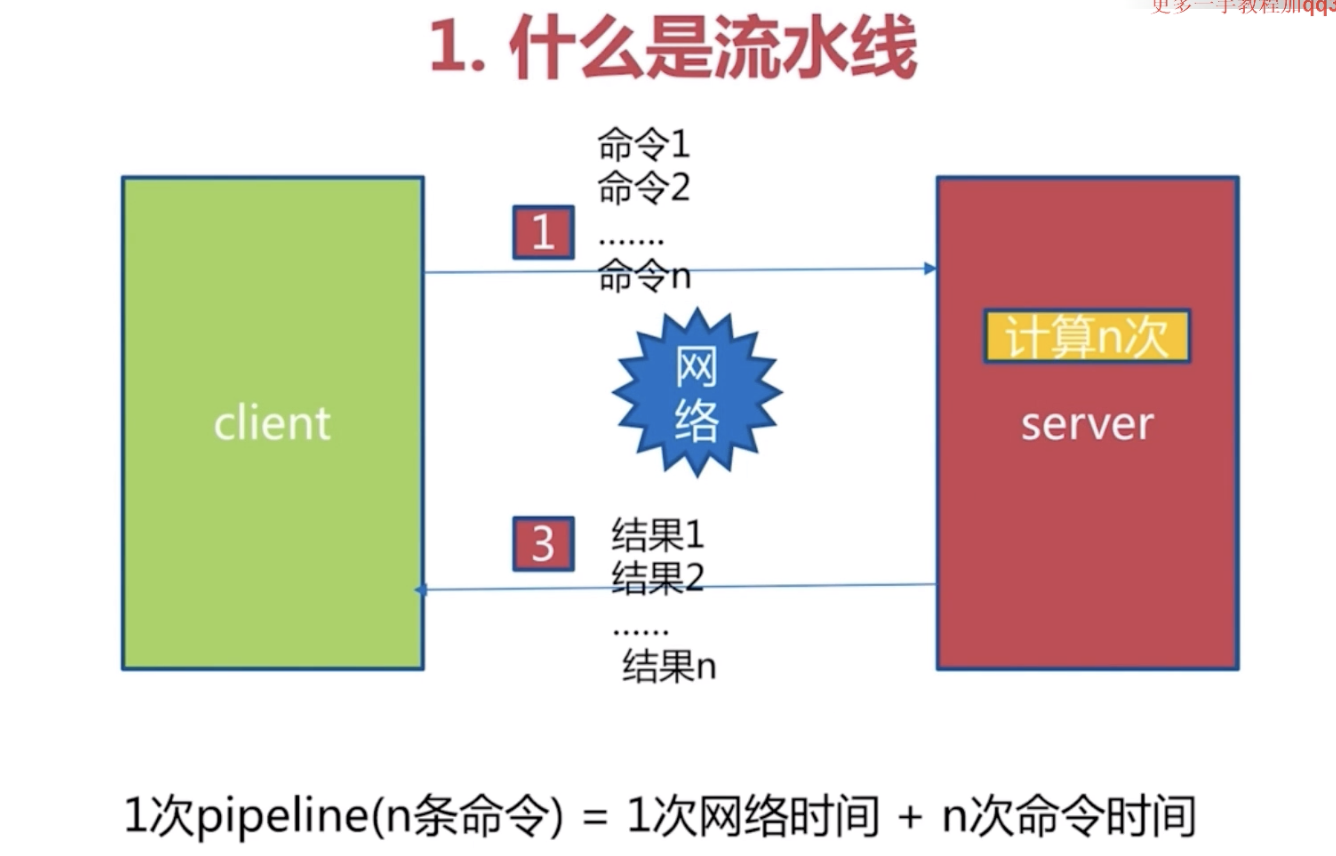 更多一手教程加qq3
1. 什么是流水线
命令1
命令2
.......
命令n
1
网
络
计算n次
client
server
3
结果1
结果2
......
结果n
1次pipeline(n条命令) = 1次网络时间 + n次命令时间